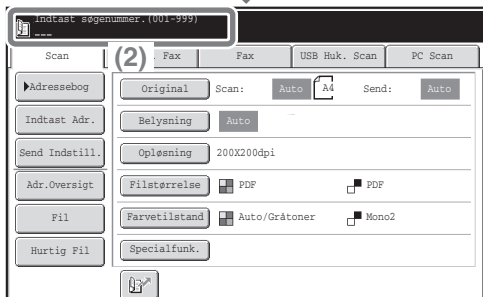 Indtast søgenummer.(001-999)
---
Scan (2) Fax Fax USB Huk. Scan PC Scan
Adressebog Original Scan: Auto A4 Send: Auto
Indtast Adr. Belysning Auto
Send Indstill. Opløsning 200X200dpi
Adr.Oversigt Filstørrelse PDF PDF
Fil Farvetilstand Auto/Gråtoner Mono2
Hurtig Fil Specialfunk.